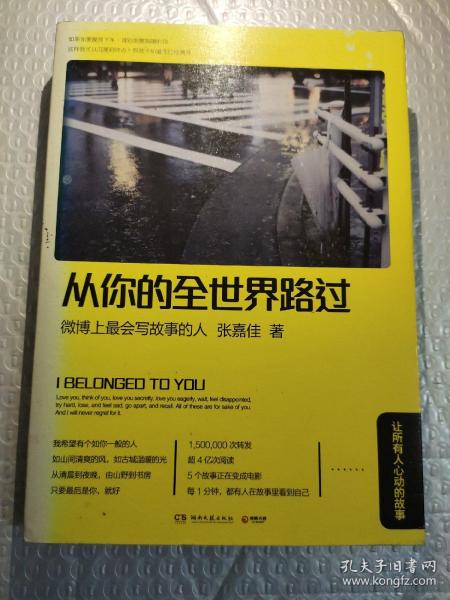 从你的全世界路过
微博上最会写故事的人 张嘉佳 著
I BELONGED TO YOU
Love you, think of you, love you secretly, love you eagerly, wait, feel disappointed,
try hard, lose, and feel sad, go apart, and recall. All of these are for sake of you.
And I will never regret for it.
我希望有个如你一般的人
如山间清爽的风，如古城温暖的光
从清晨到夜晚，由山野到书房
只要最后是你，就好
1,500,000 次转发
超 4 亿次阅读
5 个故事正在变成电影
每 1 分钟，都有人在故事里看到自己
……
让所有人心动的故事
CS
湖南文艺出版社
孔夫子旧书网
www.kongfz.com